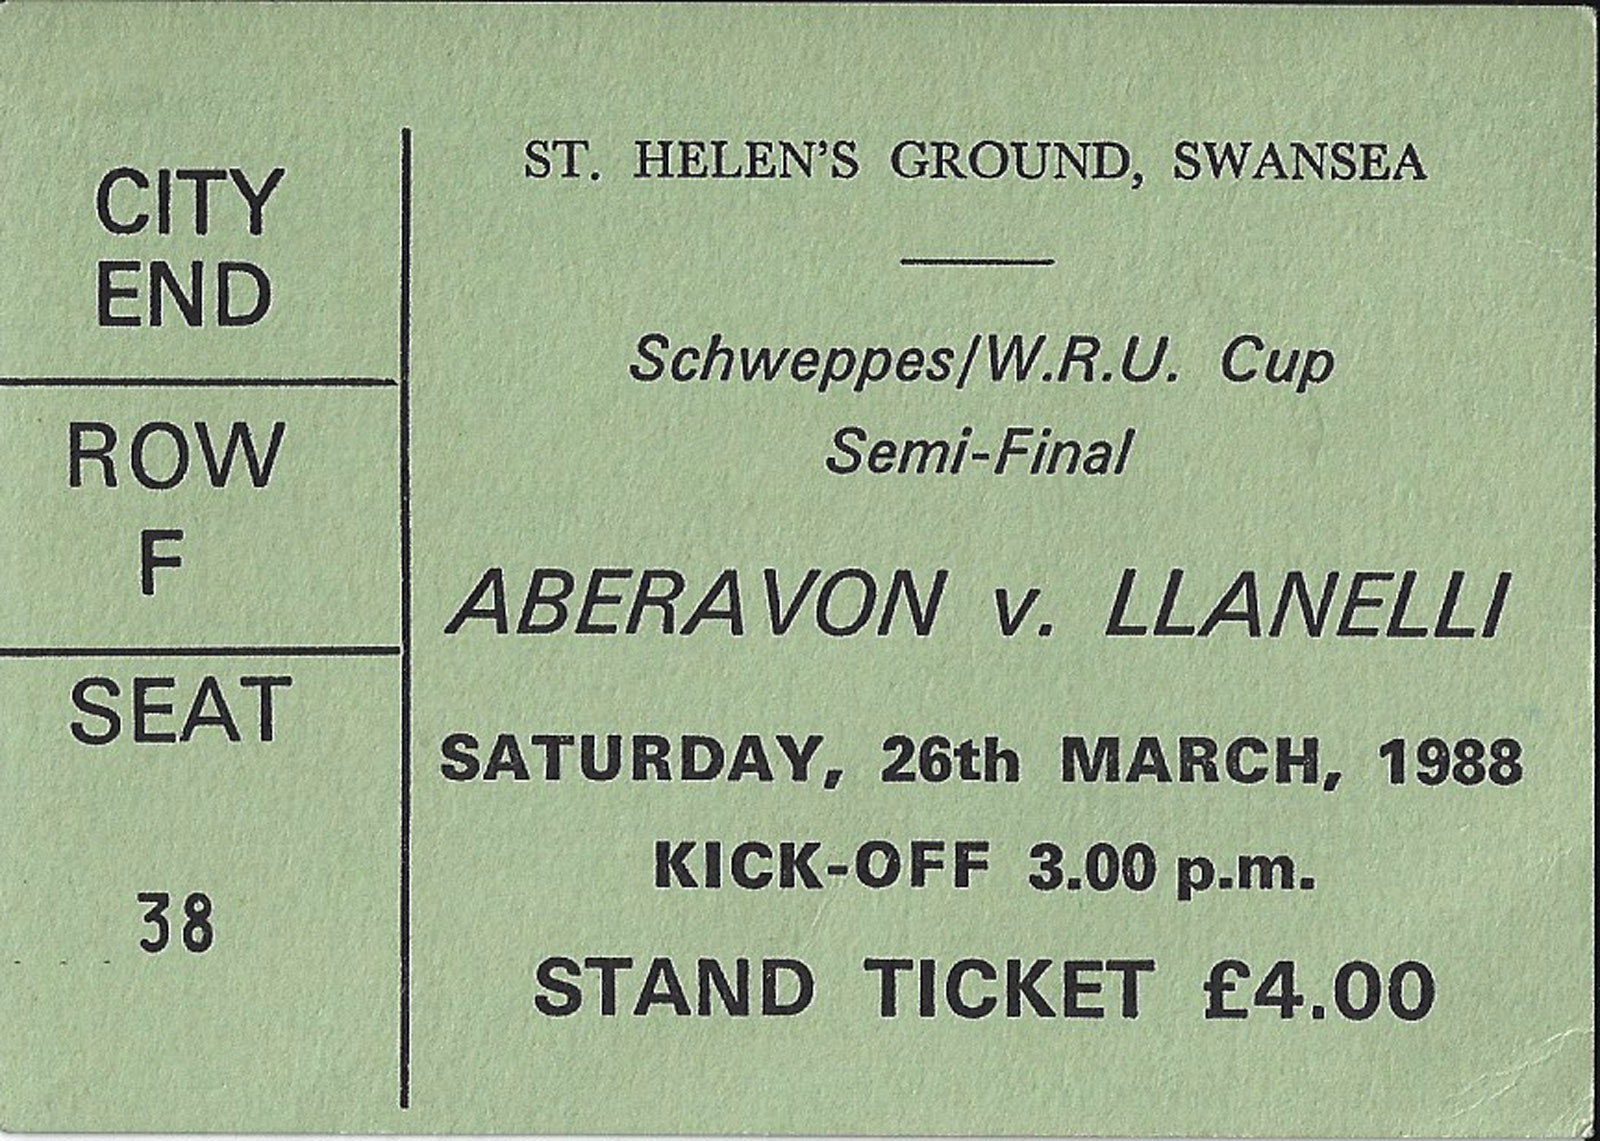 CITY
END
ROW
F
SEAT
38
ST. HELEN'S GROUND, SWANSEA
Schweppes/W.R.U. Cup
Semi-Final
ABERAVON v. LLANELLI
SATURDAY, 26th MARCH, 1988
KICK-OFF 3.00 p.m.
STAND TICKET £4.00